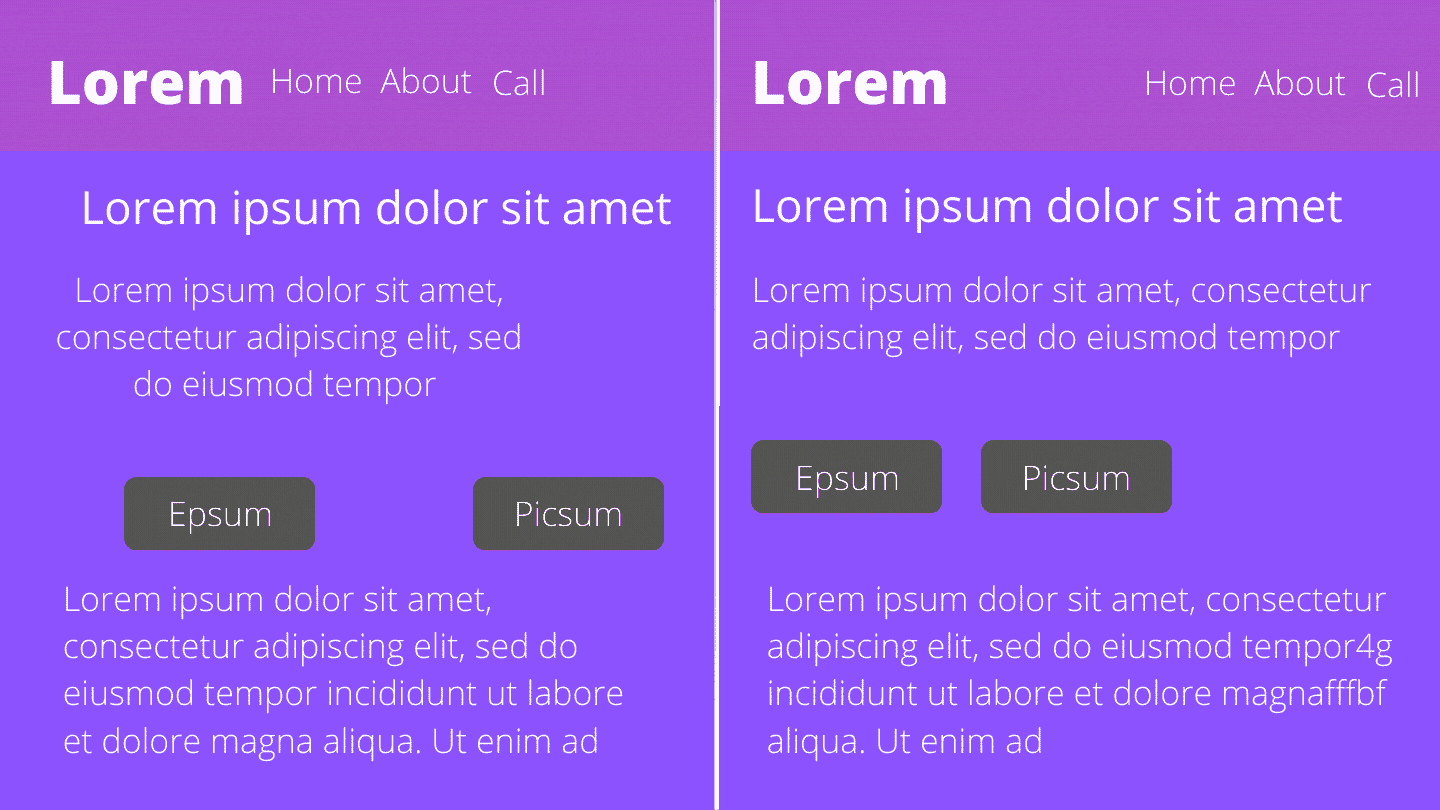 Lorem Home About Call
Lorem ipsum dolor sit amet
Lorem ipsum dolor sit amet,
consectetur adipiscing elit, sed
do eiusmod tempor
Epsum Picsum
Lorem ipsum dolor sit amet,
consectetur adipiscing elit, sed do
eiusmod tempor incididunt ut labore
et dolore magna aliqua. Ut enim ad
Lorem Home About Call
Lorem ipsum dolor sit amet
Lorem ipsum dolor sit amet, consectetur
adipiscing elit, sed do eiusmod tempor
Epsum Picsum
Lorem ipsum dolor sit amet, consectetur
adipiscing elit, sed do eiusmod tempor4g
incididunt ut labore et dolore magnafffbf
aliqua. Ut enim ad